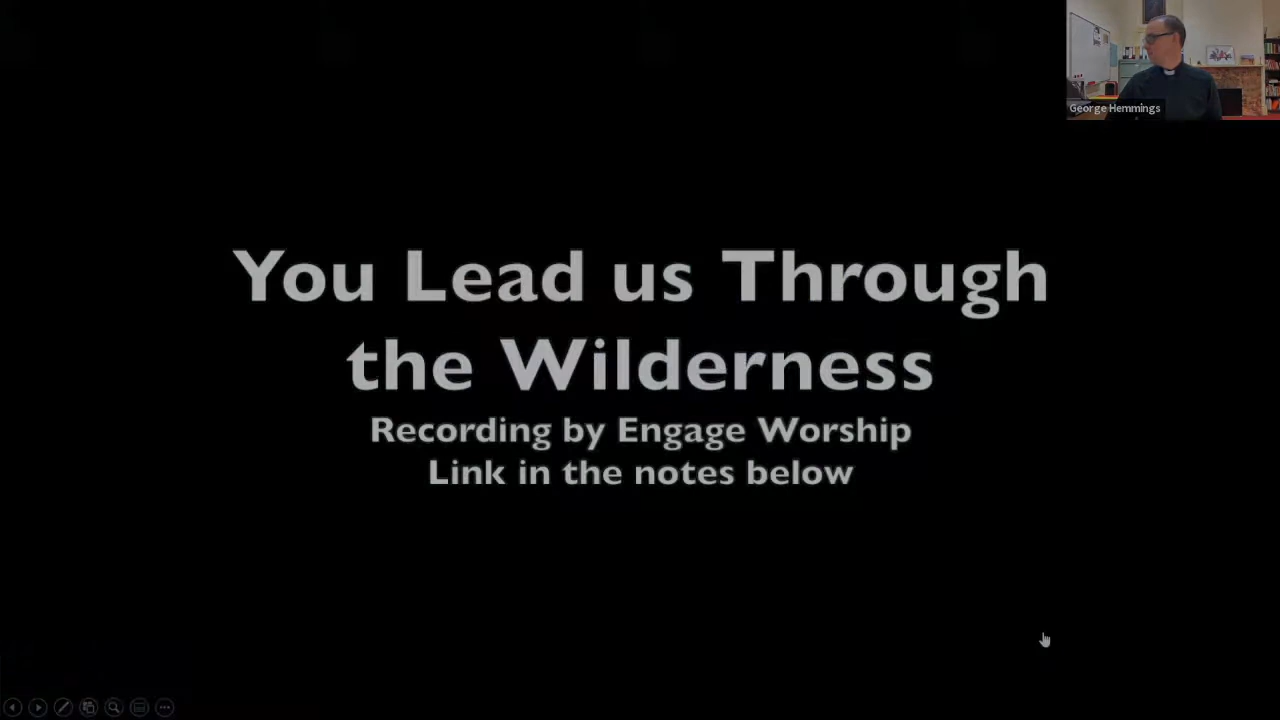 George Hemmings
You Lead us Through
the Wilderness
Recording by Engage Worship
Link in the notes below